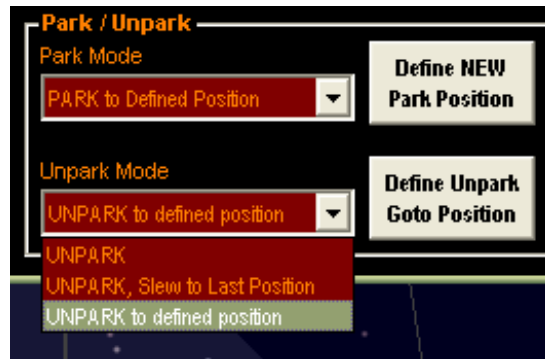 Park / Unpark
Park Mode
PARK to Defined Position
Define NEW
Park Position
Unpark Mode
UNPARK to defined position
Define Unpark
Goto Position
UNPARK
UNPARK, Slew to Last Position
UNPARK to defined position